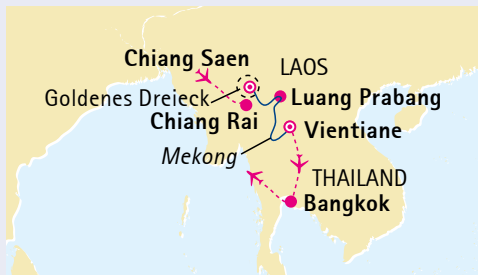 Chiang Saen
LAOS
Goldenes Dreieck
Luang Prabang
Chiang Rai
Vientiane
Mekong
THAILAND
Bangkok